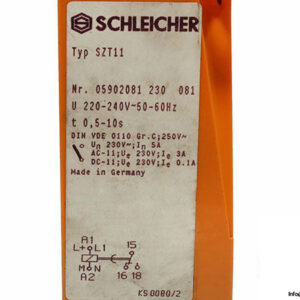 SCHLEICHER
Typ SZT11
Nr. 05902081 230 081
U 220-240V~50-60Hz
t 0,5-10s
DIN VDE 0110 Gr.C;250V~
Un 230V~;In 5A
AC-11;Ue 230V;Ie 3A
DC-11;Ue 230V;Ie 0.1A
Made in Germany
A1
L+ L1 15
M N
A2 16 18
KS0080/2